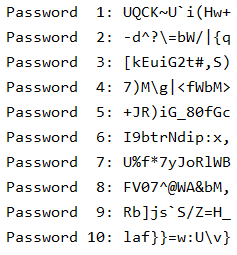 Password  1: UQCK~U`i(Hw+
Password  2: -d^?\=bW/|{q
Password  3: [kEuiG2t#,S)
Password  4: 7)M\g|<fWbM>
Password  5: +JR)iG_80fGc
Password  6: I9btrNdip:x,
Password  7: U%f*7yJoRlWB
Password  8: FV07^@WA&bM,
Password  9: Rb]js`S/Z=H_
Password 10: laf}}=w:U\v}